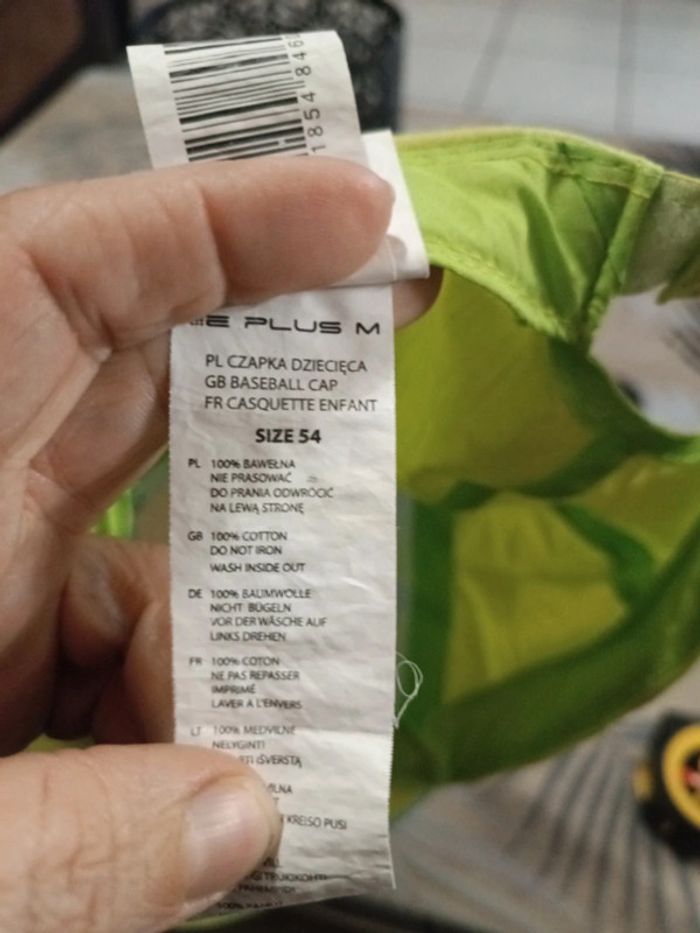 1854 846
E PLUS M
PL CZAPKA DZIECIĘCA
GB BASEBALL CAP
FR CASQUETTE ENFANT
SIZE 54
PL 100% BAWEŁNA
NIE PRASOWAĆ
DO PRANIA ODWRÓCIĆ
NA LEWĄ STRONĘ
GB 100% COTTON
DO NOT IRON
WASH INSIDE OUT
DE 100% BAUMWOLLE
NICHT BÜGELN
VOR DER WÄSCHE AUF
LINKS DREHEN
FR 100% COTON
NE PAS REPASSER
IMPRIMÉ
LAVER A L'ENVERS
LT 100% MEDVILNĖ
NELYGINTI
IŠVERSTĄ
KREISO PUSI